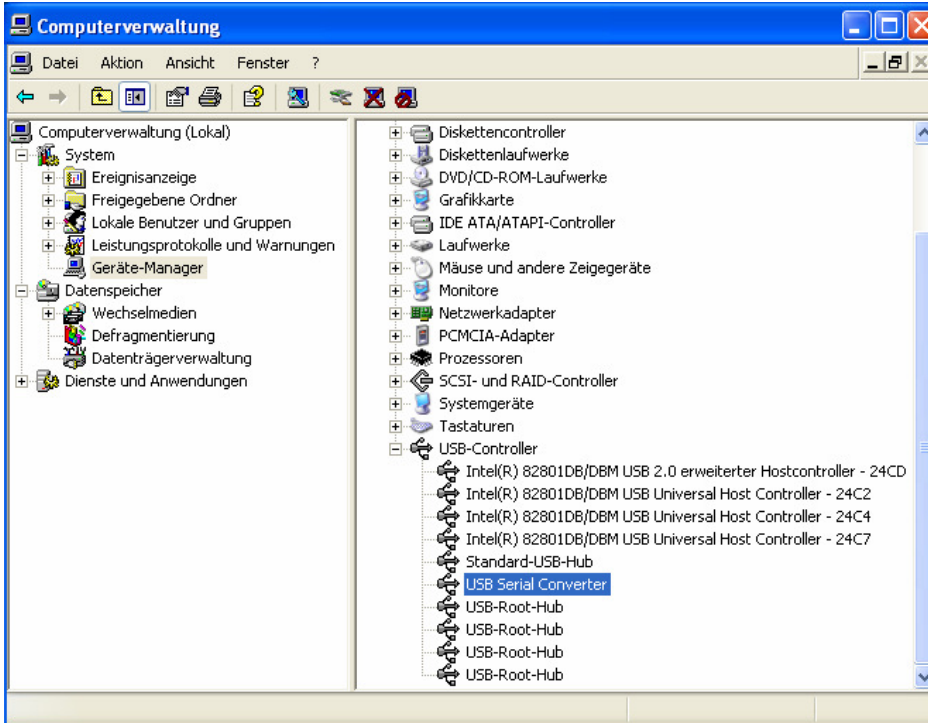 Computerverwaltung
Datei Aktion Ansicht Fenster ?
Computerverwaltung (Lokal)
System
Ereignisanzeige
Freigegebene Ordner
Lokale Benutzer und Gruppen
Leistungsprotokolle und Warnungen
Geräte-Manager
Datenspeicher
Wechselmedien
Defragmentierung
Datenträgerverwaltung
Dienste und Anwendungen
Diskettencontroller
Diskettenlaufwerke
DVD/CD-ROM-Laufwerke
Grafikkarte
IDE ATA/ATAPI-Controller
Laufwerke
Mäuse und andere Zeigegeräte
Monitore
Netzwerkadapter
PCMCIA-Adapter
Prozessoren
SCSI- und RAID-Controller
Systemgeräte
Tastaturen
USB-Controller
Intel(R) 82801DB/DBM USB 2.0 erweiterter Hostcontroller - 24CD
Intel(R) 82801DB/DBM USB Universal Host Controller - 24C2
Intel(R) 82801DB/DBM USB Universal Host Controller - 24C4
Intel(R) 82801DB/DBM USB Universal Host Controller - 24C7
Standard-USB-Hub
USB Serial Converter
USB-Root-Hub
USB-Root-Hub
USB-Root-Hub
USB-Root-Hub